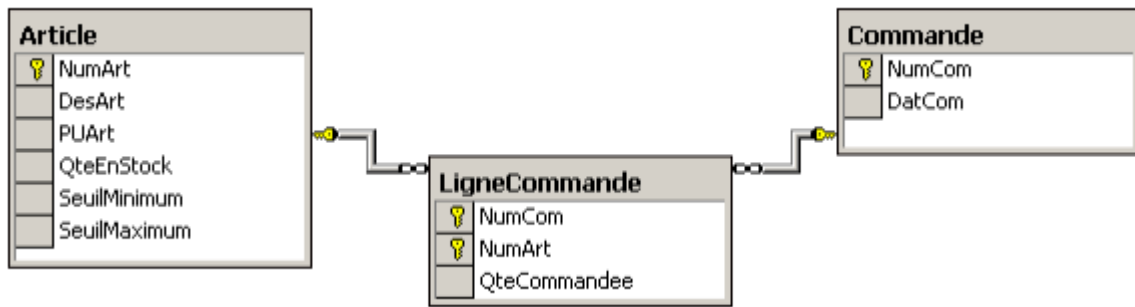 Article
NumArt
DesArt
PUArt
QteEnStock
SeuilMinimum
SeuilMaximum
Commande
NumCom
DatCom
LigneCommande
NumCom
NumArt
QteCommandee